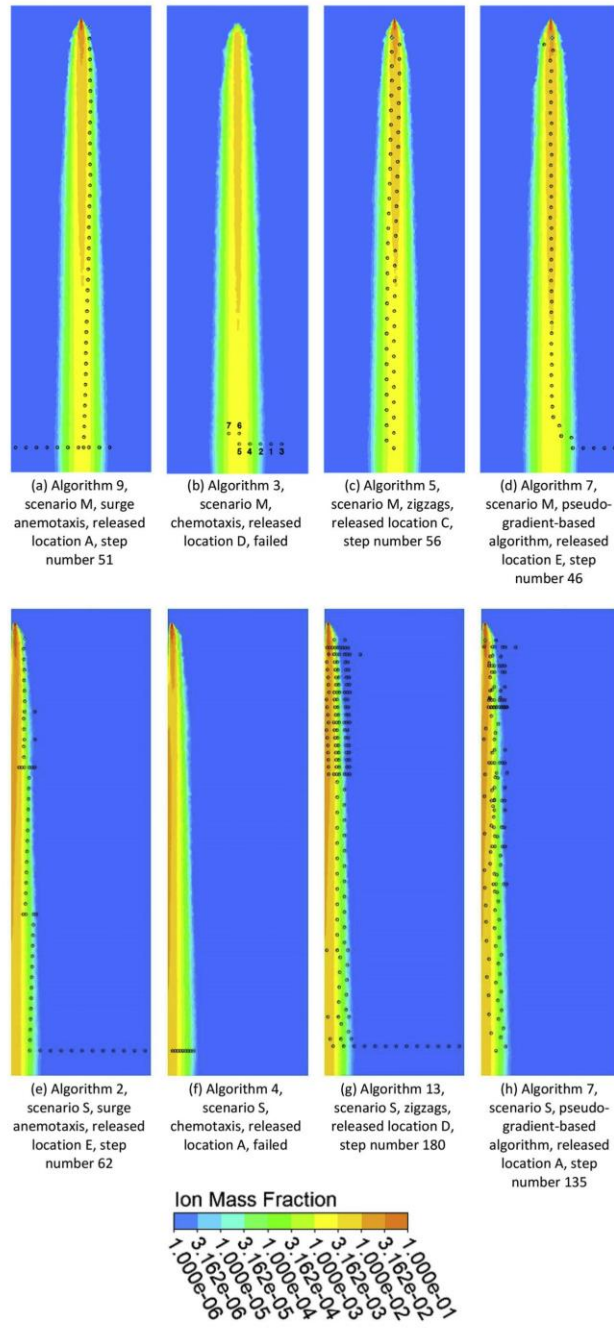 7 6
5 4 2 1 3
(a) Algorithm 9,
scenario M, surge
anemotaxis, released
location A, step
number 51
(b) Algorithm 3,
scenario M,
chemotaxis, released
location D, failed
(c) Algorithm 5,
scenario M, zigzags,
released location C,
step number 56
(d) Algorithm 7,
scenario M, pseudo-
gradient-based
algorithm, released
location E, step
number 46
(e) Algorithm 2,
scenario S, surge
anemotaxis, released
location E, step
number 62
(f) Algorithm 4,
scenario S,
chemotaxis, released
location A, failed
(g) Algorithm 13,
scenario S, zigzags,
released location D,
step number 180
(h) Algorithm 7,
scenario S, pseudo-
gradient-based
algorithm, released
location A, step
number 135
Ion Mass Fraction
1.000e-06
3.162e-06
1.000e-05
3.162e-05
1.000e-04
3.162e-04
1.000e-03
3.162e-03
1.000e-02
3.162e-02
1.000e-01